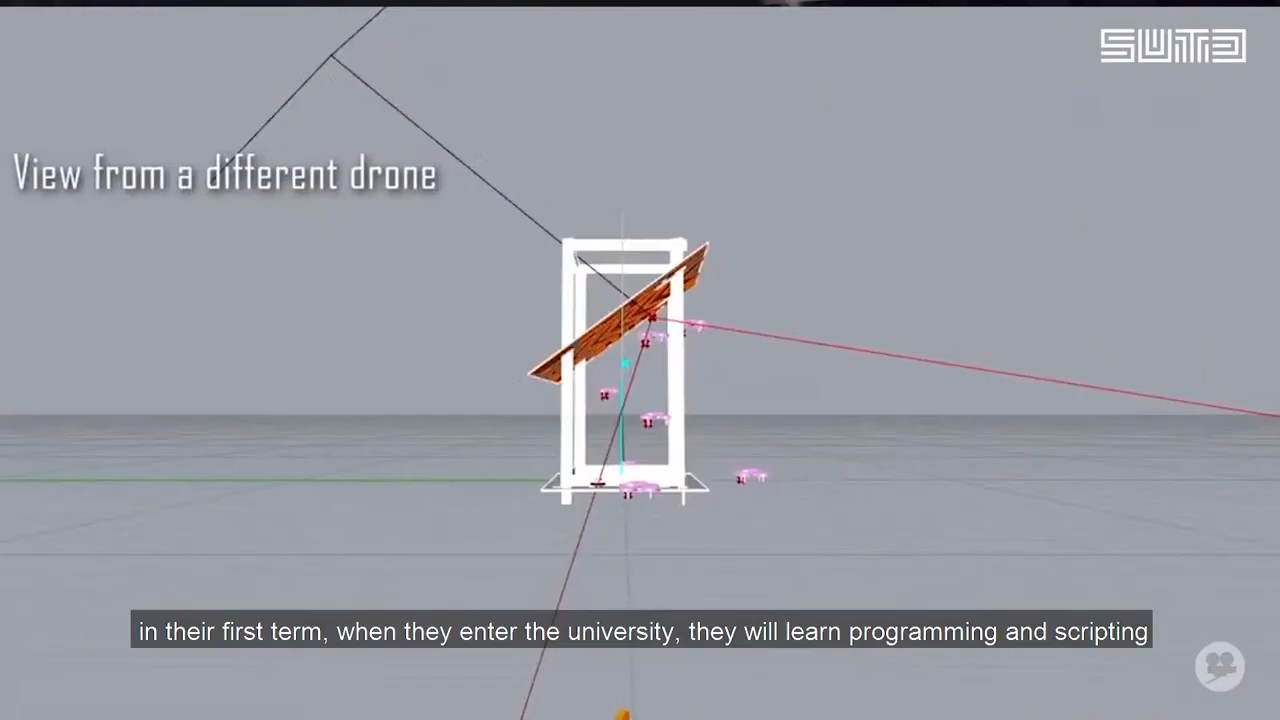 SUTD
View from a different drone
in their first term, when they enter the university, they will learn programming and scripting